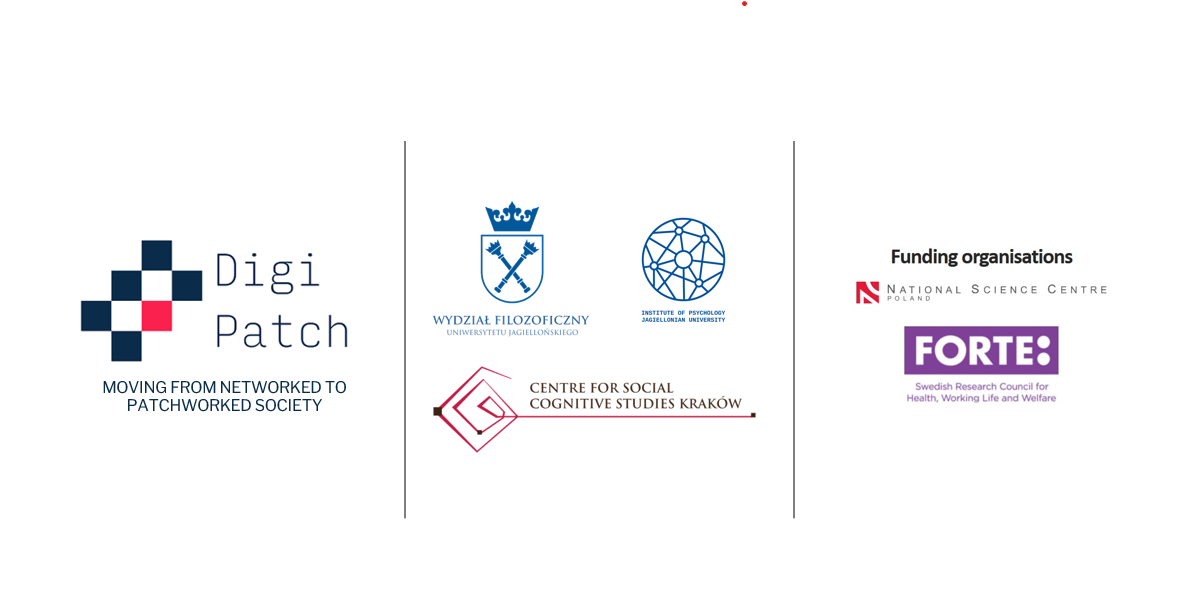 Digi
Patch
MOVING FROM NETWORKED TO
PATCHWORKED SOCIETY
WYDZIAŁ FILOZOFICZNY
UNIWERSYTETU JAGIELLOŃSKIEGO
INSTITUTE OF PSYCHOLOGY
JAGIELLONIAN UNIVERSITY
CENTRE FOR SOCIAL
COGNITIVE STUDIES KRAKÓW
Funding organisations
NATIONAL SCIENCE CENTRE
POLAND
FORTE:
Swedish Research Council for
Health, Working Life and Welfare